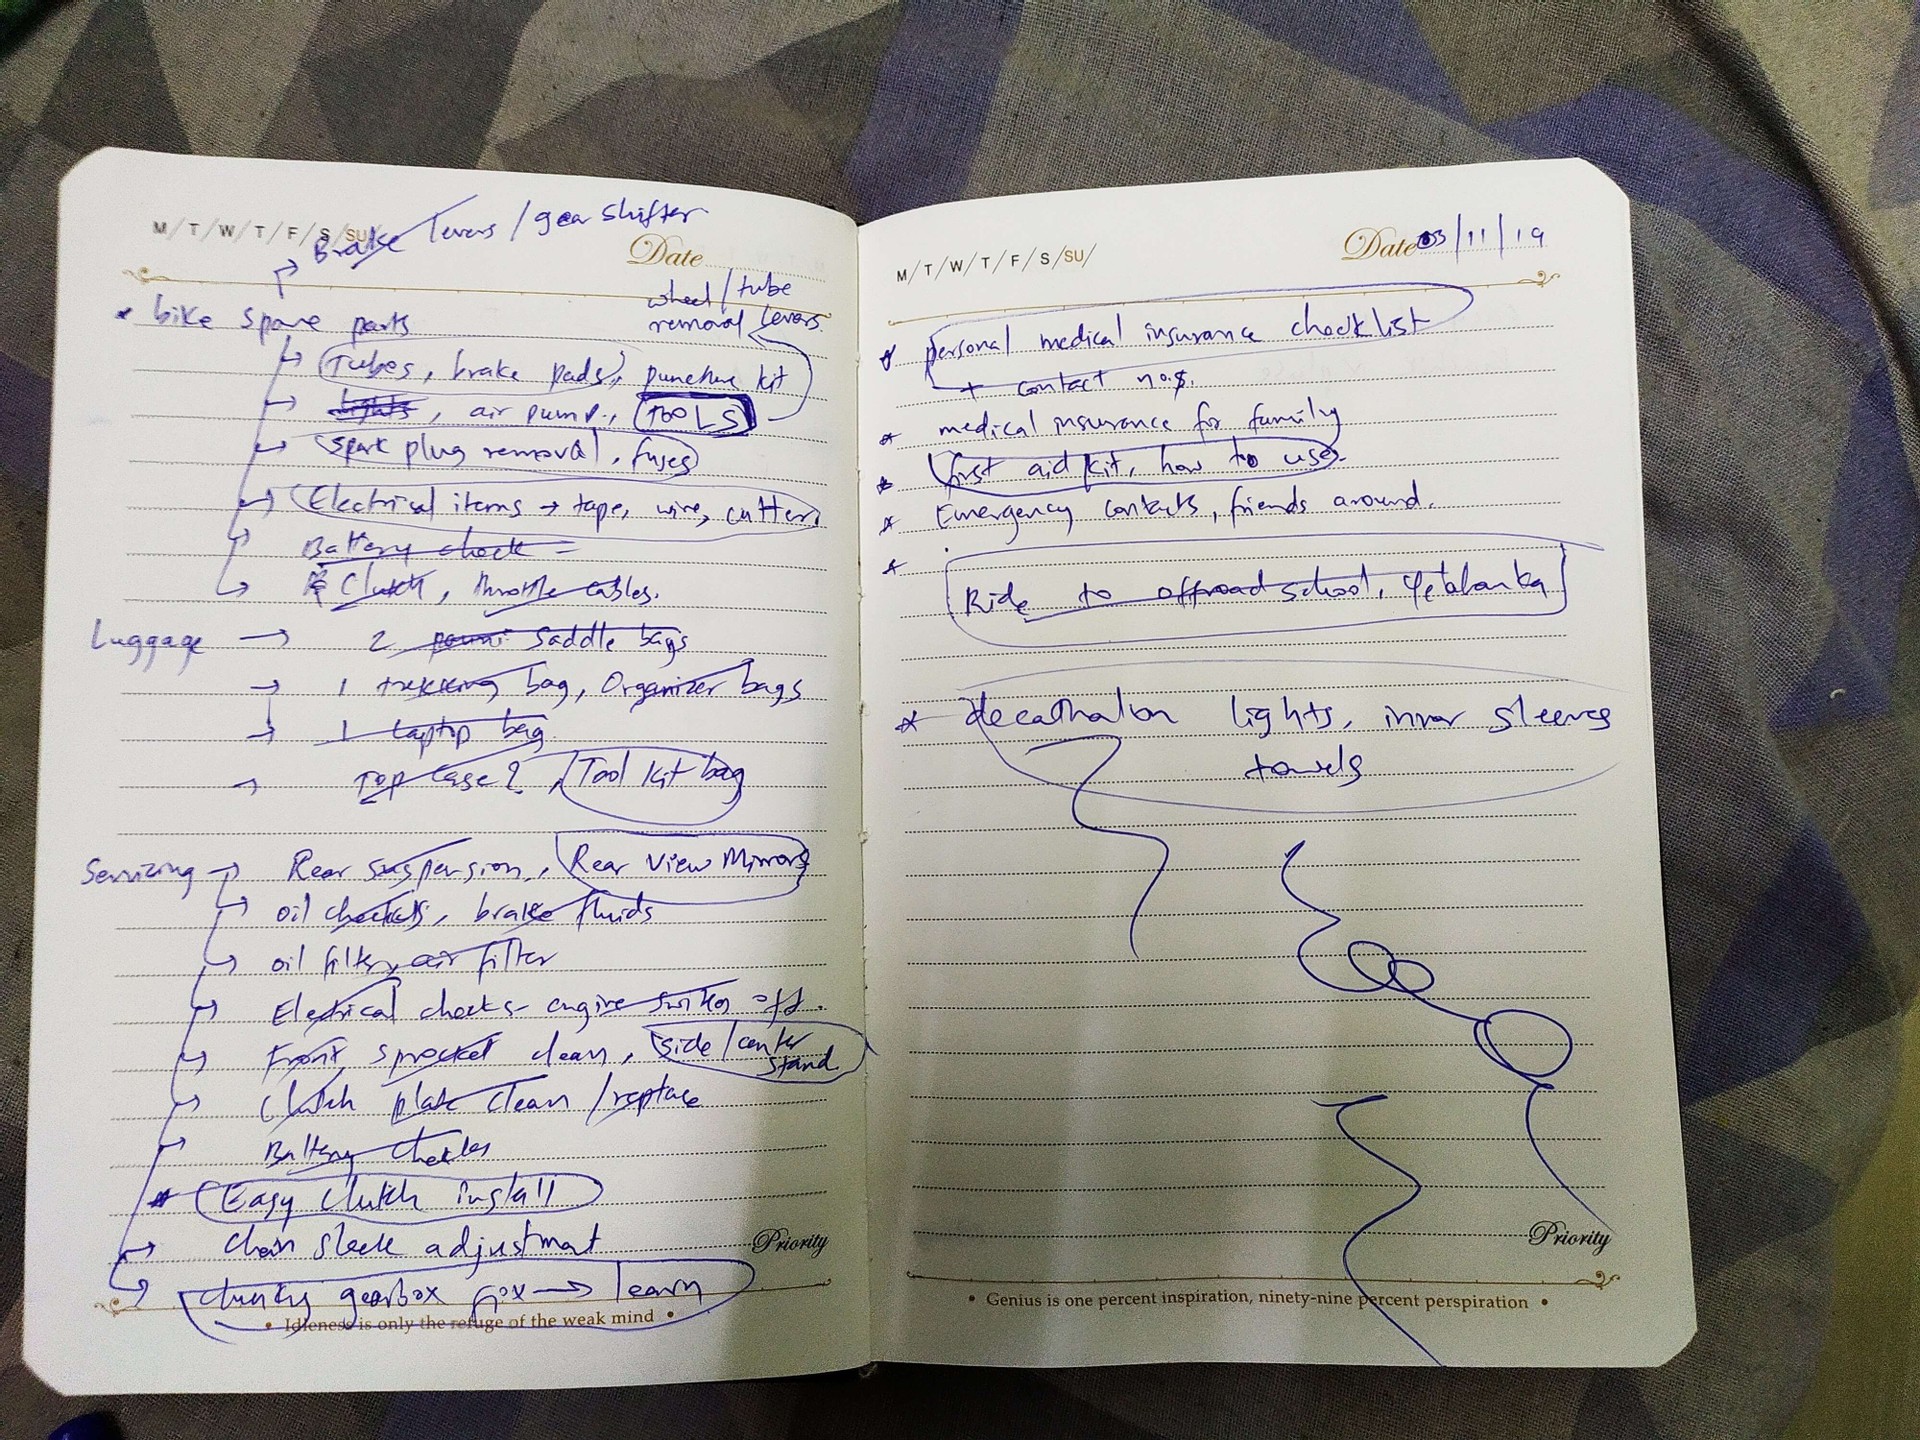 M/T/W/T/F/S/SU/
Brake levers / gear shifter
Date
wheel / tube
removal levers
* bike spare parts
Tubes, brake pads, puncture kit
lights, air pump, TOOLS
Spark plug removal, fuses
Electrical items → tape, wire, cutter
Battery check
Clutch, throttle cables.
Luggage → 2 saddle bags
→ 1 trekking bag, Organizer bags
→ 1 laptop bag
→ Top case ?, Tool kit bag
Servizing → Rear suspension, Rear View Mirrors
oil checks, brake fluids
oil filter, air filter
Electrical checks - engine switches off.
Front sprocket clean, side / center
stand
Clutch plate clean / replace
Battery checks
* Easy Clutch install
chain slack adjustment
Priority
clunky gearbox fix → learn
• Idleness is only the refuge of the weak mind •
M/T/W/T/F/S/SU/
Date 03/11/19
* personal medical insurance checklist
+ contact no.s.
* medical insurance for family
* first aid kit, how to use.
* Emergency contacts, friends around.
*
Ride to offroad school, Yelahanka
* decathalon lights, inner sleeves
towels
Priority
• Genius is one percent inspiration, ninety-nine percent perspiration •